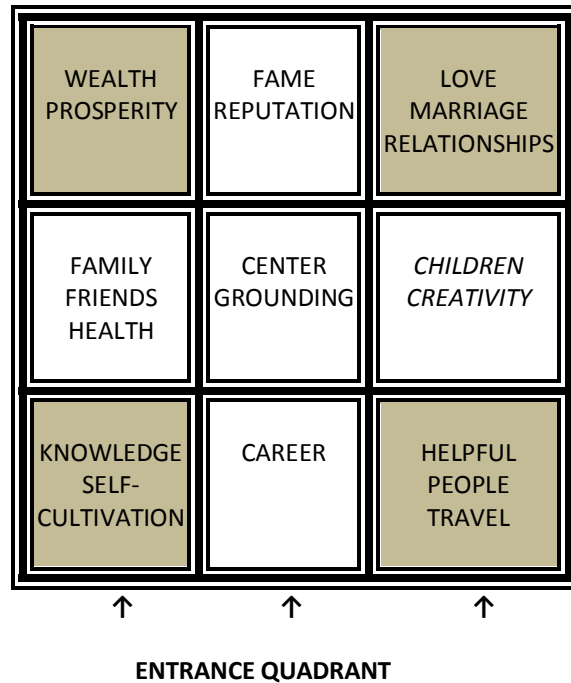 WEALTH
PROSPERITY
FAME
REPUTATION
LOVE
MARRIAGE
RELATIONSHIPS
FAMILY
FRIENDS
HEALTH
CENTER
GROUNDING
CHILDREN
CREATIVITY
KNOWLEDGE
SELF-
CULTIVATION
CAREER
HELPFUL
PEOPLE
TRAVEL
↑ ↑ ↑
ENTRANCE QUADRANT